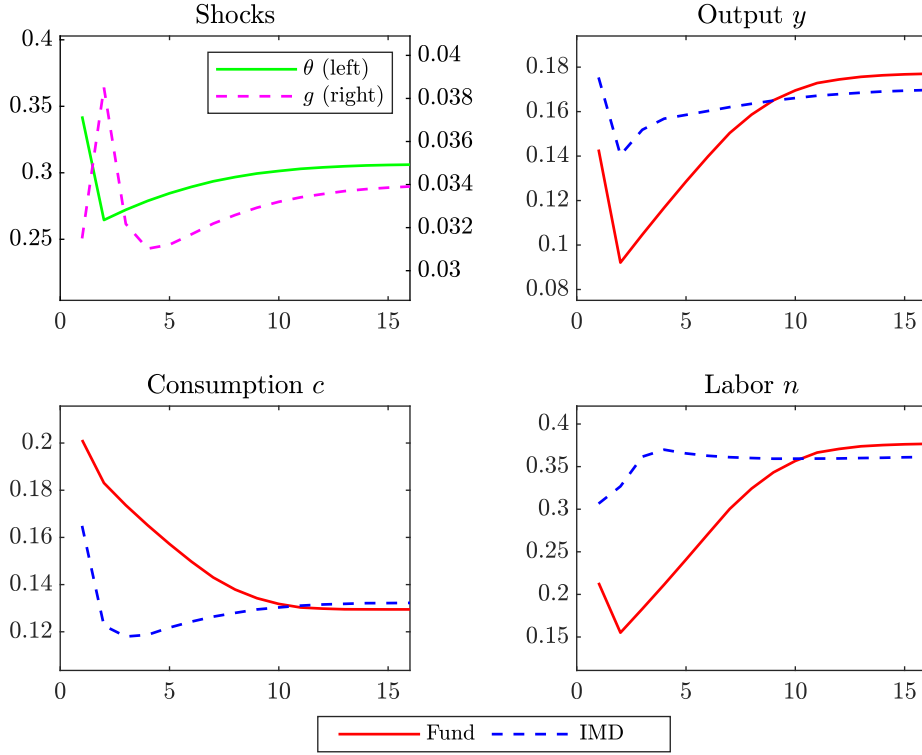 Shocks
Output y
0.4
0.35
0.3
0.25
0.04
0.038
0.036
0.034
0.032
0.03
θ (left)
g (right)
0 5 10 15
0.18
0.16
0.14
0.12
0.1
0.08
0 5 10 15
Consumption c
Labor n
0.2
0.18
0.16
0.14
0.12
0 5 10 15
0.4
0.35
0.3
0.25
0.2
0.15
0 5 10 15
Fund IMD